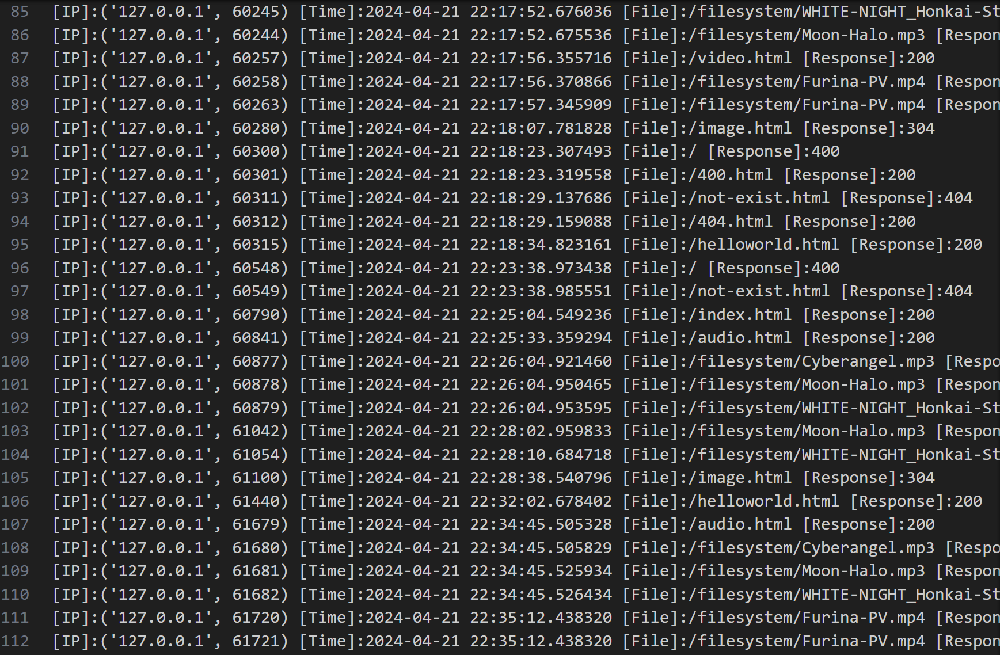 85 [IP]:('127.0.0.1', 60245) [Time]:2024-04-21 22:17:52.676036 [File]:/filesystem/WHITE-NIGHT_Honkai-St
86 [IP]:('127.0.0.1', 60244) [Time]:2024-04-21 22:17:52.675536 [File]:/filesystem/Moon-Halo.mp3 [Respon
87 [IP]:('127.0.0.1', 60257) [Time]:2024-04-21 22:17:56.355716 [File]:/video.html [Response]:200
88 [IP]:('127.0.0.1', 60258) [Time]:2024-04-21 22:17:56.370866 [File]:/filesystem/Furina-PV.mp4 [Respon
89 [IP]:('127.0.0.1', 60263) [Time]:2024-04-21 22:17:57.345909 [File]:/filesystem/Furina-PV.mp4 [Respon
90 [IP]:('127.0.0.1', 60280) [Time]:2024-04-21 22:18:07.781828 [File]:/image.html [Response]:304
91 [IP]:('127.0.0.1', 60300) [Time]:2024-04-21 22:18:23.307493 [File]:/ [Response]:400
92 [IP]:('127.0.0.1', 60301) [Time]:2024-04-21 22:18:23.319558 [File]:/400.html [Response]:200
93 [IP]:('127.0.0.1', 60311) [Time]:2024-04-21 22:18:29.137686 [File]:/not-exist.html [Response]:404
94 [IP]:('127.0.0.1', 60312) [Time]:2024-04-21 22:18:29.159088 [File]:/404.html [Response]:200
95 [IP]:('127.0.0.1', 60315) [Time]:2024-04-21 22:18:34.823161 [File]:/helloworld.html [Response]:200
96 [IP]:('127.0.0.1', 60548) [Time]:2024-04-21 22:23:38.973438 [File]:/ [Response]:400
97 [IP]:('127.0.0.1', 60549) [Time]:2024-04-21 22:23:38.985551 [File]:/not-exist.html [Response]:404
98 [IP]:('127.0.0.1', 60790) [Time]:2024-04-21 22:25:04.549236 [File]:/index.html [Response]:200
99 [IP]:('127.0.0.1', 60841) [Time]:2024-04-21 22:25:33.359294 [File]:/audio.html [Response]:200
100 [IP]:('127.0.0.1', 60877) [Time]:2024-04-21 22:26:04.921460 [File]:/filesystem/Cyberangel.mp3 [Respo
101 [IP]:('127.0.0.1', 60878) [Time]:2024-04-21 22:26:04.950465 [File]:/filesystem/Moon-Halo.mp3 [Respon
102 [IP]:('127.0.0.1', 60879) [Time]:2024-04-21 22:26:04.953595 [File]:/filesystem/WHITE-NIGHT_Honkai-St
103 [IP]:('127.0.0.1', 61042) [Time]:2024-04-21 22:28:02.959833 [File]:/filesystem/Moon-Halo.mp3 [Respon
104 [IP]:('127.0.0.1', 61054) [Time]:2024-04-21 22:28:10.684718 [File]:/filesystem/WHITE-NIGHT_Honkai-St
105 [IP]:('127.0.0.1', 61100) [Time]:2024-04-21 22:28:38.540796 [File]:/image.html [Response]:304
106 [IP]:('127.0.0.1', 61440) [Time]:2024-04-21 22:32:02.678402 [File]:/helloworld.html [Response]:200
107 [IP]:('127.0.0.1', 61679) [Time]:2024-04-21 22:34:45.505328 [File]:/audio.html [Response]:200
108 [IP]:('127.0.0.1', 61680) [Time]:2024-04-21 22:34:45.505829 [File]:/filesystem/Cyberangel.mp3 [Respo
109 [IP]:('127.0.0.1', 61681) [Time]:2024-04-21 22:34:45.525934 [File]:/filesystem/Moon-Halo.mp3 [Respon
110 [IP]:('127.0.0.1', 61682) [Time]:2024-04-21 22:34:45.526434 [File]:/filesystem/WHITE-NIGHT_Honkai-St
111 [IP]:('127.0.0.1', 61720) [Time]:2024-04-21 22:35:12.438320 [File]:/filesystem/Furina-PV.mp4 [Respon
112 [IP]:('127.0.0.1', 61721) [Time]:2024-04-21 22:35:12.438320 [File]:/filesystem/Furina-PV.mp4 [Respon